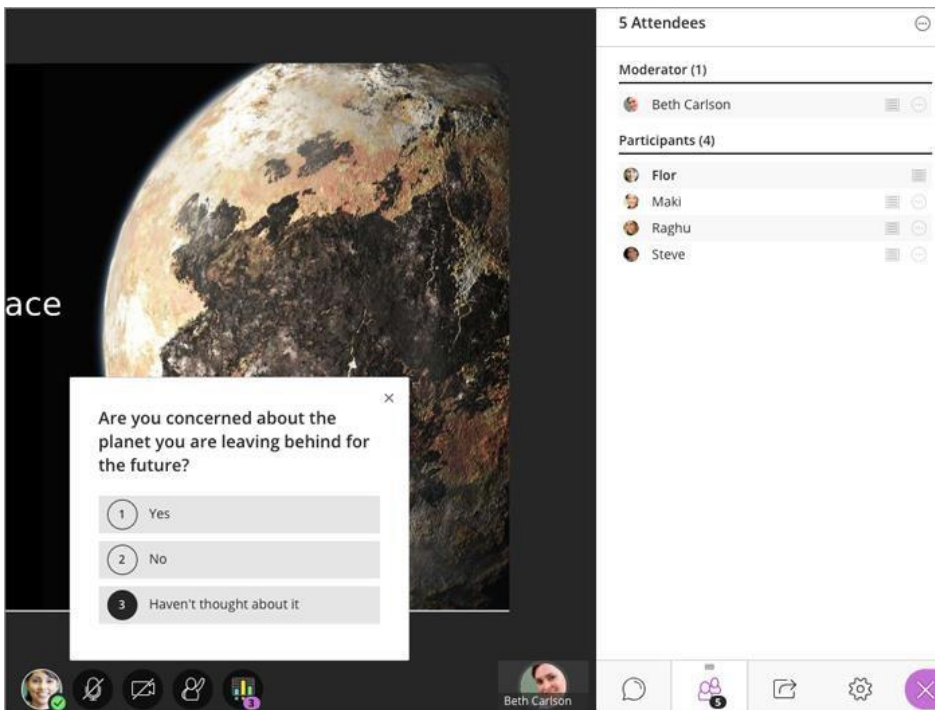 ace
Are you concerned about the
planet you are leaving behind for
the future?
1 Yes
2 No
3 Haven't thought about it
3
Beth Carlson
5 Attendees
Moderator (1)
Beth Carlson
Participants (4)
Flor
Maki
Raghu
Steve
5